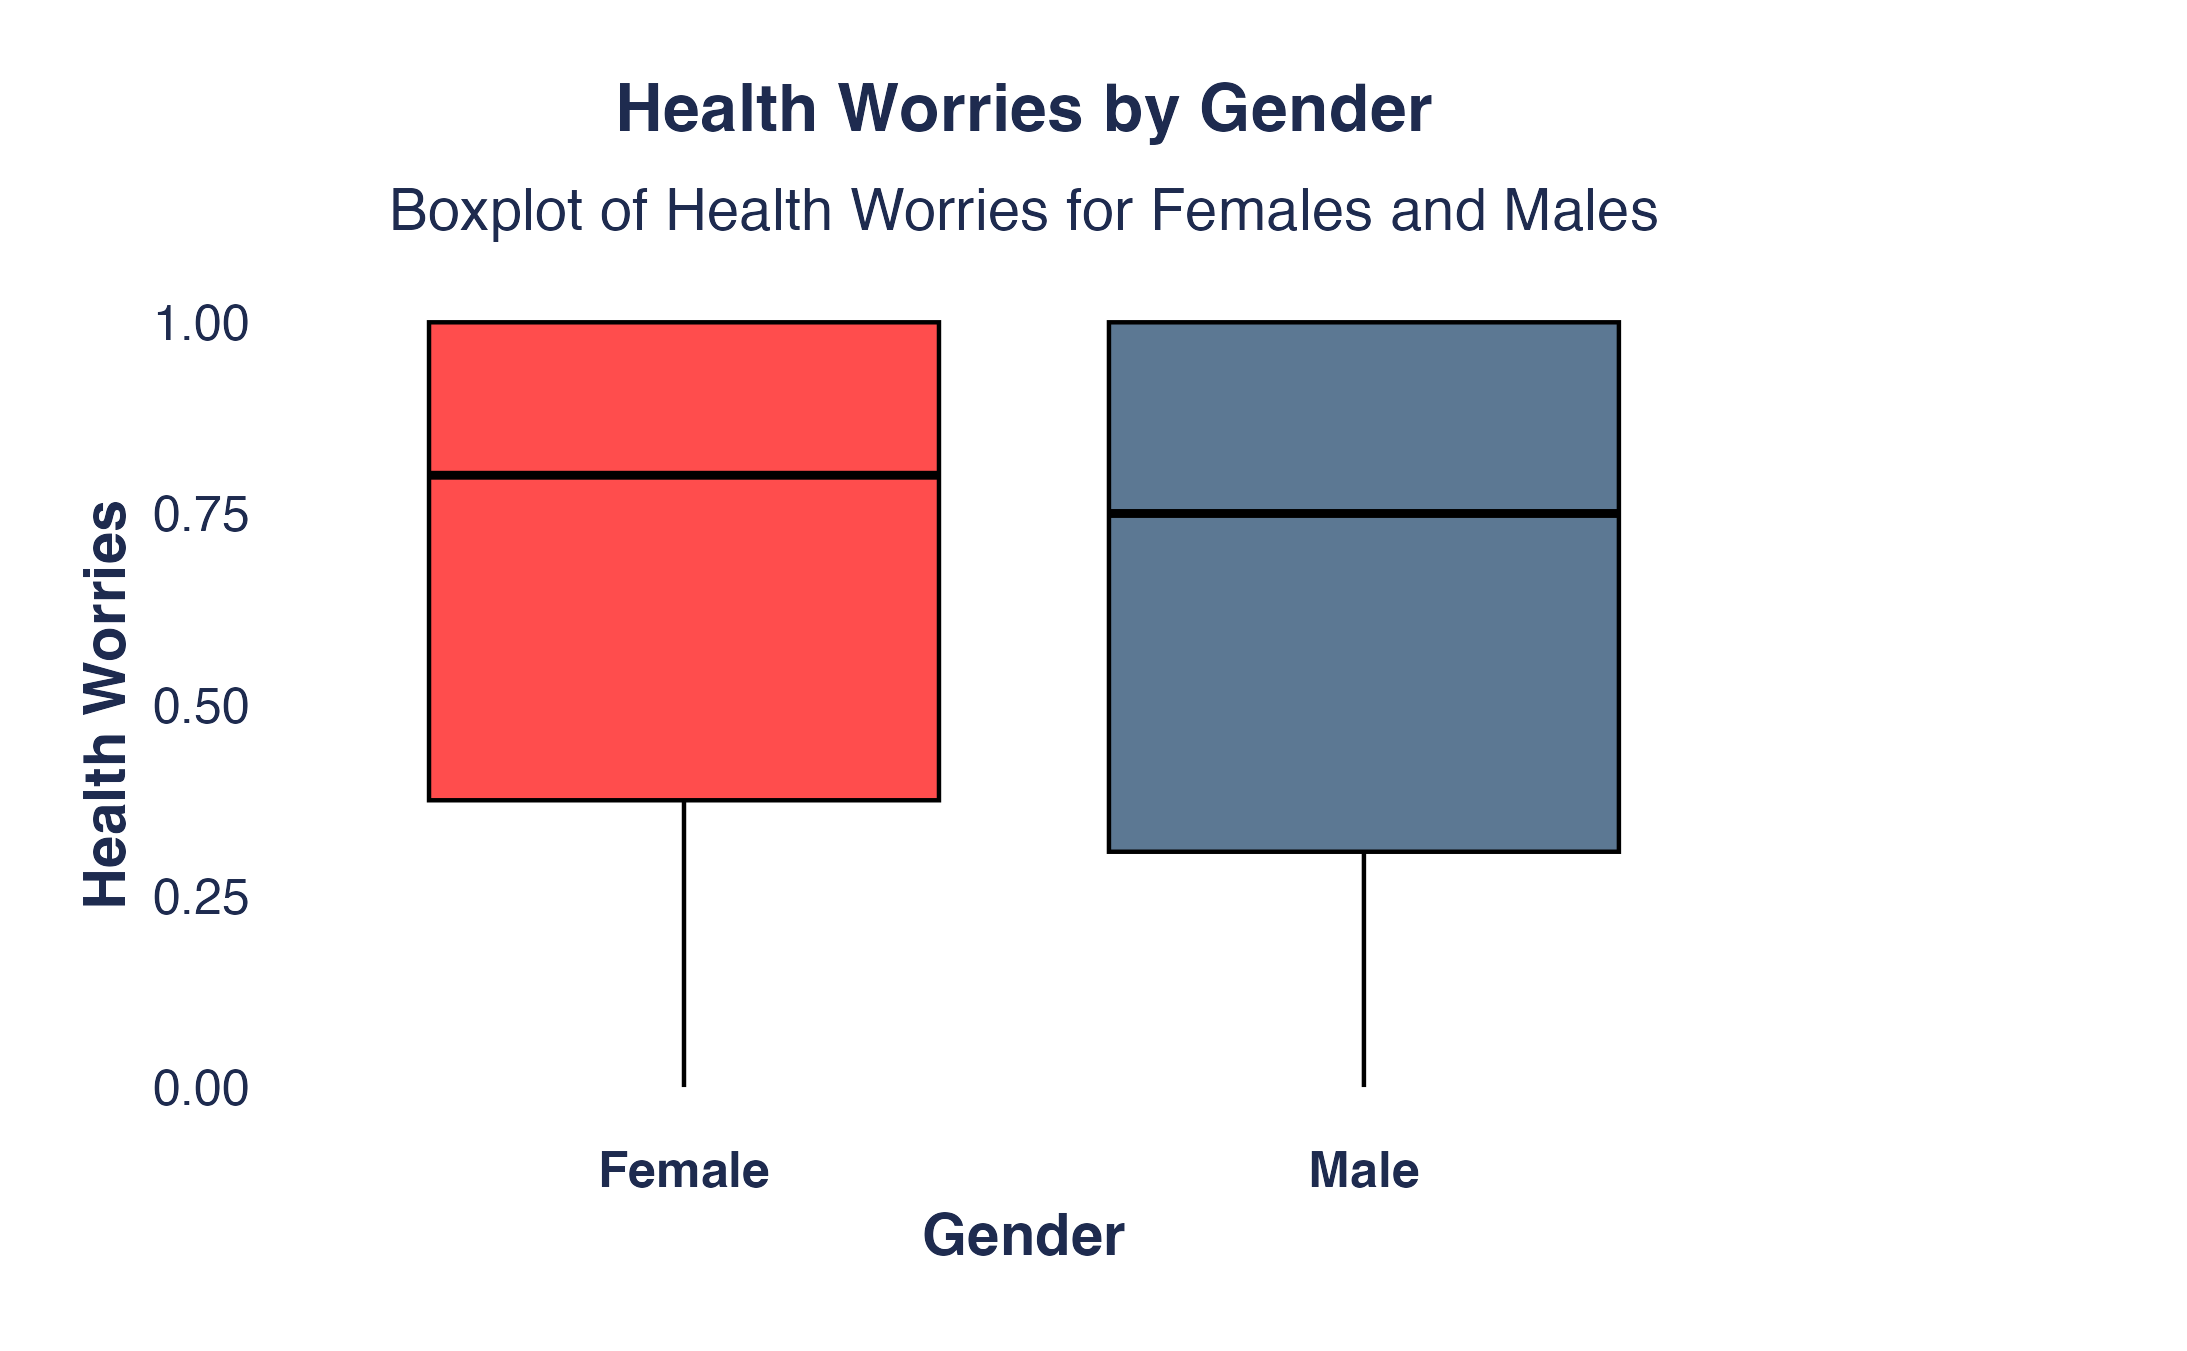 Health Worries by Gender
Boxplot of Health Worries for Females and Males
Health Worries
1.00
0.75
0.50
0.25
0.00
Female
Male
Gender